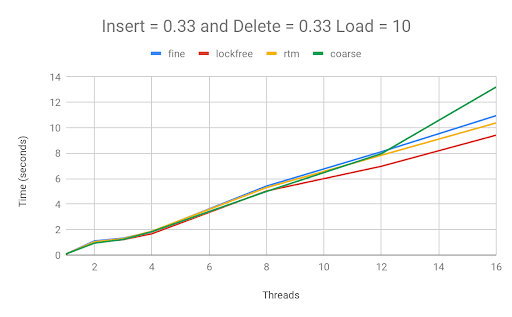 Insert = 0.33 and Delete = 0.33 Load = 10
fine lockfree rtm coarse
14
12
10
8
6
4
2
0
Time (seconds)
2 4 6 8 10 12 14 16
Threads